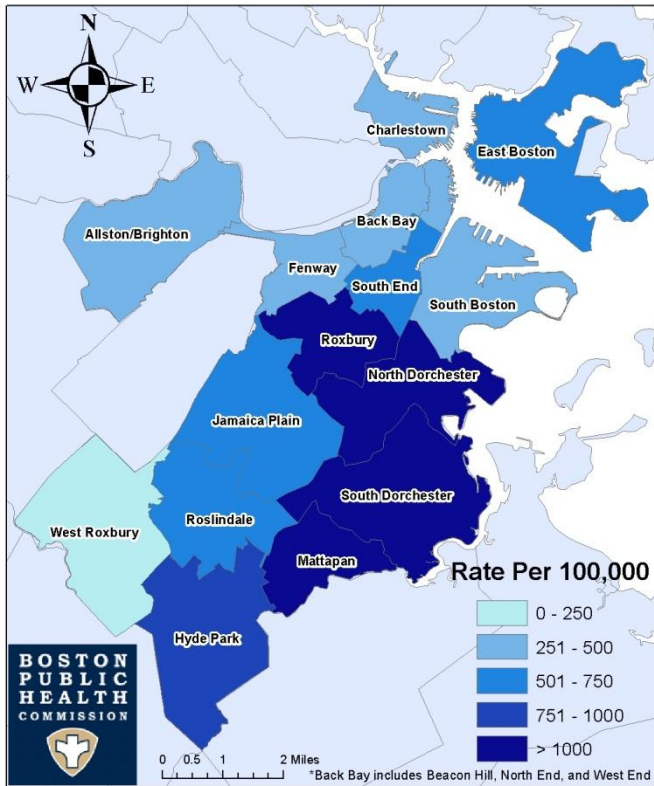 N
W E
S
Charlestown
East Boston
Back Bay
Allston/Brighton
Fenway
South End
South Boston
Roxbury
North Dorchester
Jamaica Plain
South Dorchester
West Roxbury
Roslindale
Mattapan
Hyde Park
Rate Per 100,000
0 - 250
251 - 500
501 - 750
751 - 1000
> 1000
BOSTON
PUBLIC
HEALTH
COMMISSION
0 0.5 1 2 Miles
*Back Bay includes Beacon Hill, North End, and West End